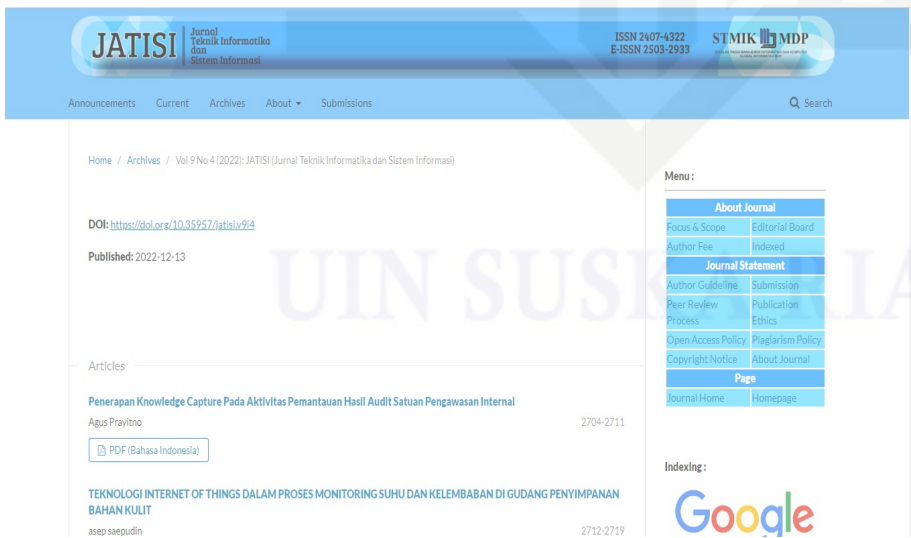 JATISI
Jurnal
Teknik Informatika
dan
Sistem Informasi
ISSN 2407-4322
E-ISSN 2503-2933
STMIK MDP
Announcements Current Archives About Submissions
Search
Home / Archives / Vol 9 No 4 (2022): JATISI (Jurnal Teknik Informatika dan Sistem Informasi)
DOI: https://doi.org/10.35957/jatisi.v9i4
Published: 2022-12-13
Articles
Penerapan Knowledge Capture Pada Aktivitas Pemantauan Hasil Audit Satuan Pengawasan Internal
Agus Prayitno 2704-2711
PDF (Bahasa Indonesia)
TEKNOLOGI INTERNET OF THINGS DALAM PROSES MONITORING SUHU DAN KELEMBABAN DI GUDANG PENYIMPANAN
BAHAN KULIT
asep saepudin 2712-2719
Menu :
About Journal
Focus & Scope Editorial Board
Author Fee Indexed
Journal Statement
Author Guideline Submission
Peer Review Process Publication Ethics
Open Access Policy Plagiarism Policy
Copyright Notice About Journal
Page
Journal Home Homepage
Indexing :
Google
UIN SUSKA RIA